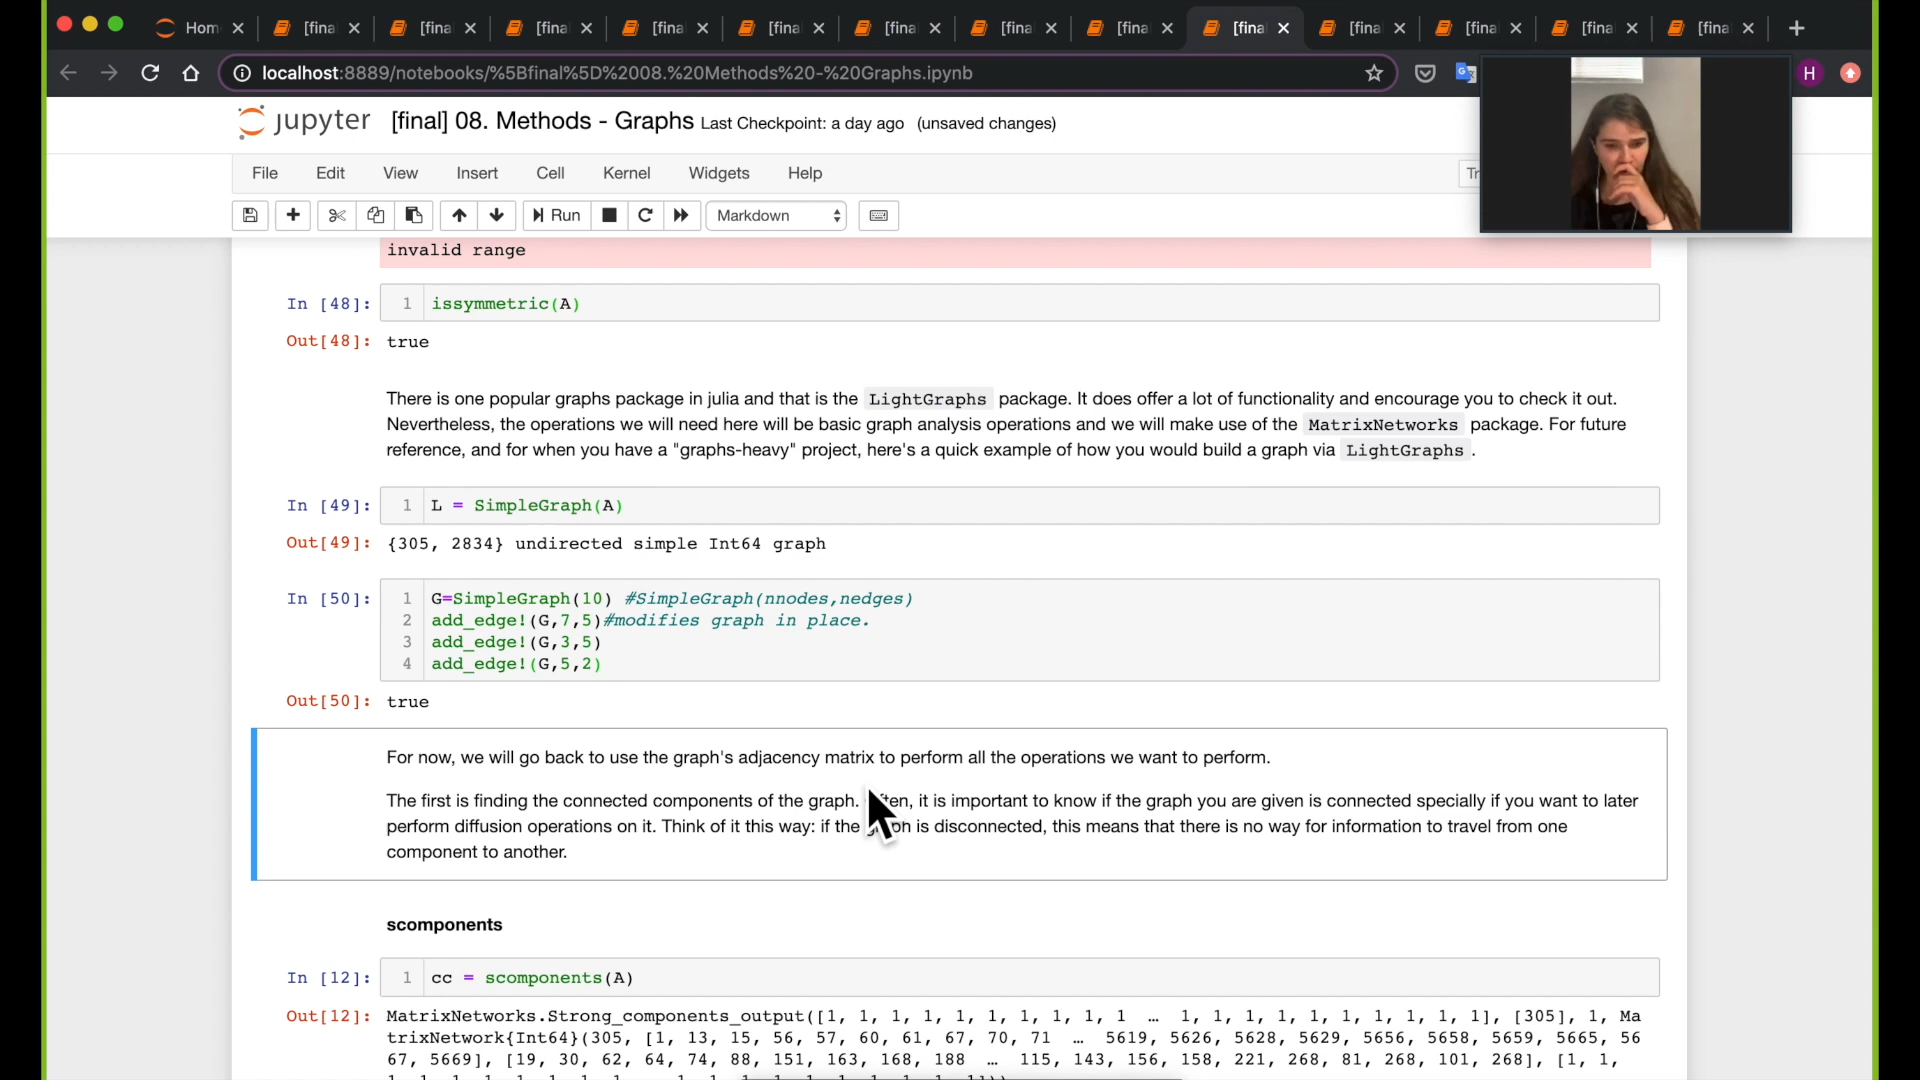 Hom
[fina
[fina
[fina
[fina
[fina
[fina
[fina
[fina
[fina
[fina
[fina
[fina
[fina
localhost:8889/notebooks/%5Bfinal%5D%2008.%20Methods%20-%20Graphs.ipynb
H
jupyter [final] 08. Methods - Graphs Last Checkpoint: a day ago (unsaved changes)
File Edit View Insert Cell Kernel Widgets Help Tr
Run Markdown
invalid range
In [48]: 1 issymmetric(A)
Out[48]: true
There is one popular graphs package in julia and that is the LightGraphs package. It does offer a lot of functionality and encourage you to check it out.
Nevertheless, the operations we will need here will be basic graph analysis operations and we will make use of the MatrixNetworks package. For future
reference, and for when you have a "graphs-heavy" project, here's a quick example of how you would build a graph via LightGraphs .
In [49]: 1 L = SimpleGraph(A)
Out[49]: {305, 2834} undirected simple Int64 graph
In [50]: 1 G=SimpleGraph(10) #SimpleGraph(nnodes,nedges)
2 add_edge!(G,7,5)#modifies graph in place.
3 add_edge!(G,3,5)
4 add_edge!(G,5,2)
Out[50]: true
For now, we will go back to use the graph's adjacency matrix to perform all the operations we want to perform.
The first is finding the connected components of the graph. Often, it is important to know if the graph you are given is connected specially if you want to later
perform diffusion operations on it. Think of it this way: if the graph is disconnected, this means that there is no way for information to travel from one
component to another.
scomponents
In [12]: 1 cc = scomponents(A)
Out[12]: MatrixNetworks.Strong_components_output([1, 1, 1, 1, 1, 1, 1, 1, 1, 1 … 1, 1, 1, 1, 1, 1, 1, 1, 1, 1], [305], 1, Ma
trixNetwork{Int64}(305, [1, 13, 15, 56, 57, 60, 61, 67, 70, 71 … 5619, 5626, 5628, 5629, 5656, 5658, 5659, 5665, 56
67, 5669], [19, 30, 62, 64, 74, 88, 151, 163, 168, 188 … 115, 143, 156, 158, 221, 268, 81, 268, 101, 268], [1, 1,